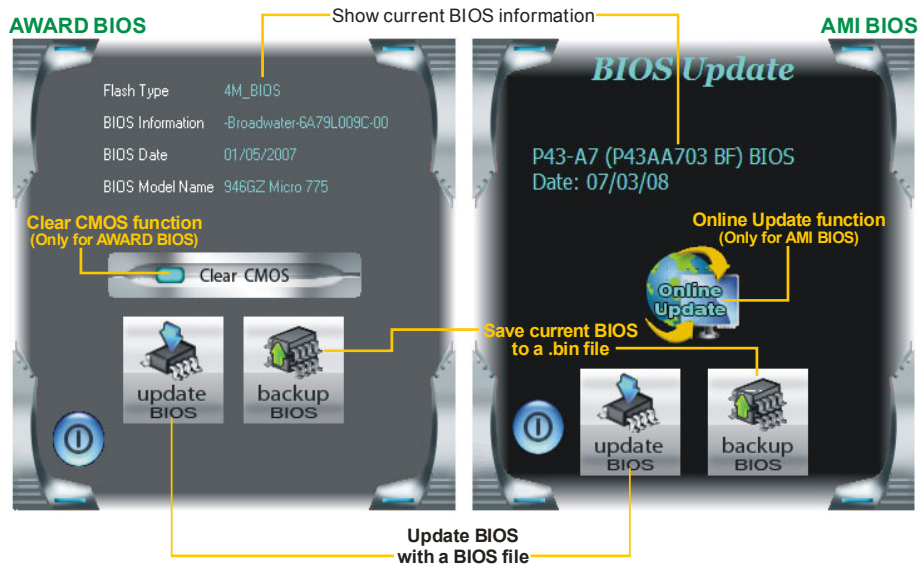 Show current BIOS information
AWARD BIOS
AMI BIOS
Flash Type 4M_BIOS
BIOS Information -Broadwater-6A79L009C-00
BIOS Date 01/05/2007
BIOS Model Name 946GZ Micro 775
Clear CMOS function
(Only for AWARD BIOS)
Clear CMOS
update
BIOS
backup
BIOS
BIOS Update
P43-A7 (P43AA703 BF) BIOS
Date: 07/03/08
Online Update function
(Only for AMI BIOS)
Online
Update
Save current BIOS
to a .bin file
update
BIOS
backup
BIOS
Update BIOS
with a BIOS file